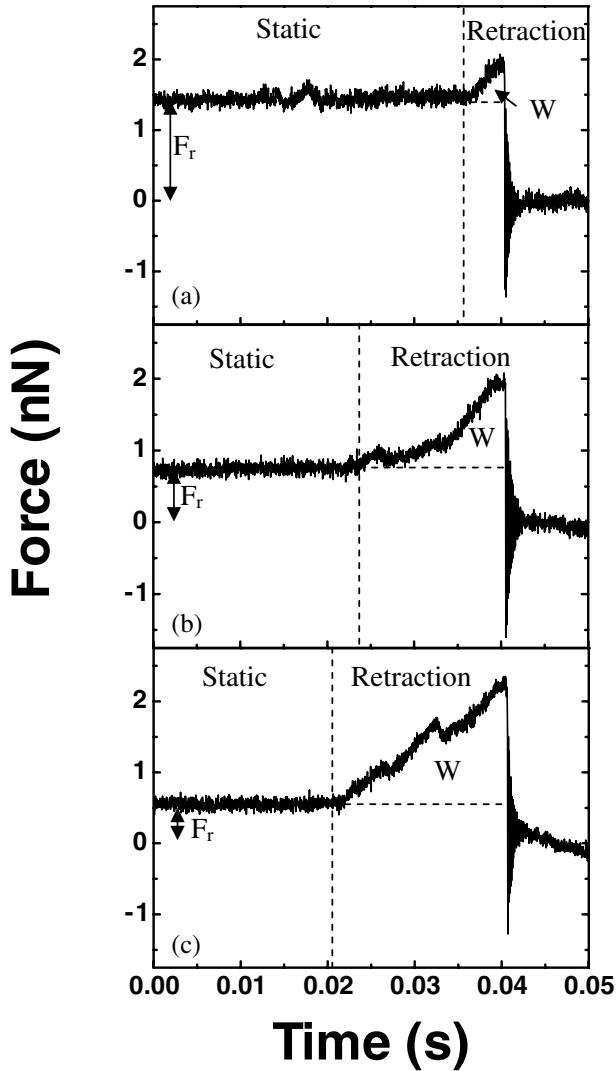 Static Retraction
2
1
0
-1
F_r
W
(a)
Static Retraction
2
1
0
-1
F_r
W
(b)
Static Retraction
2
1
0
-1
F_r
W
(c)
0.00 0.01 0.02 0.03 0.04 0.05
Time (s)
Force (nN)